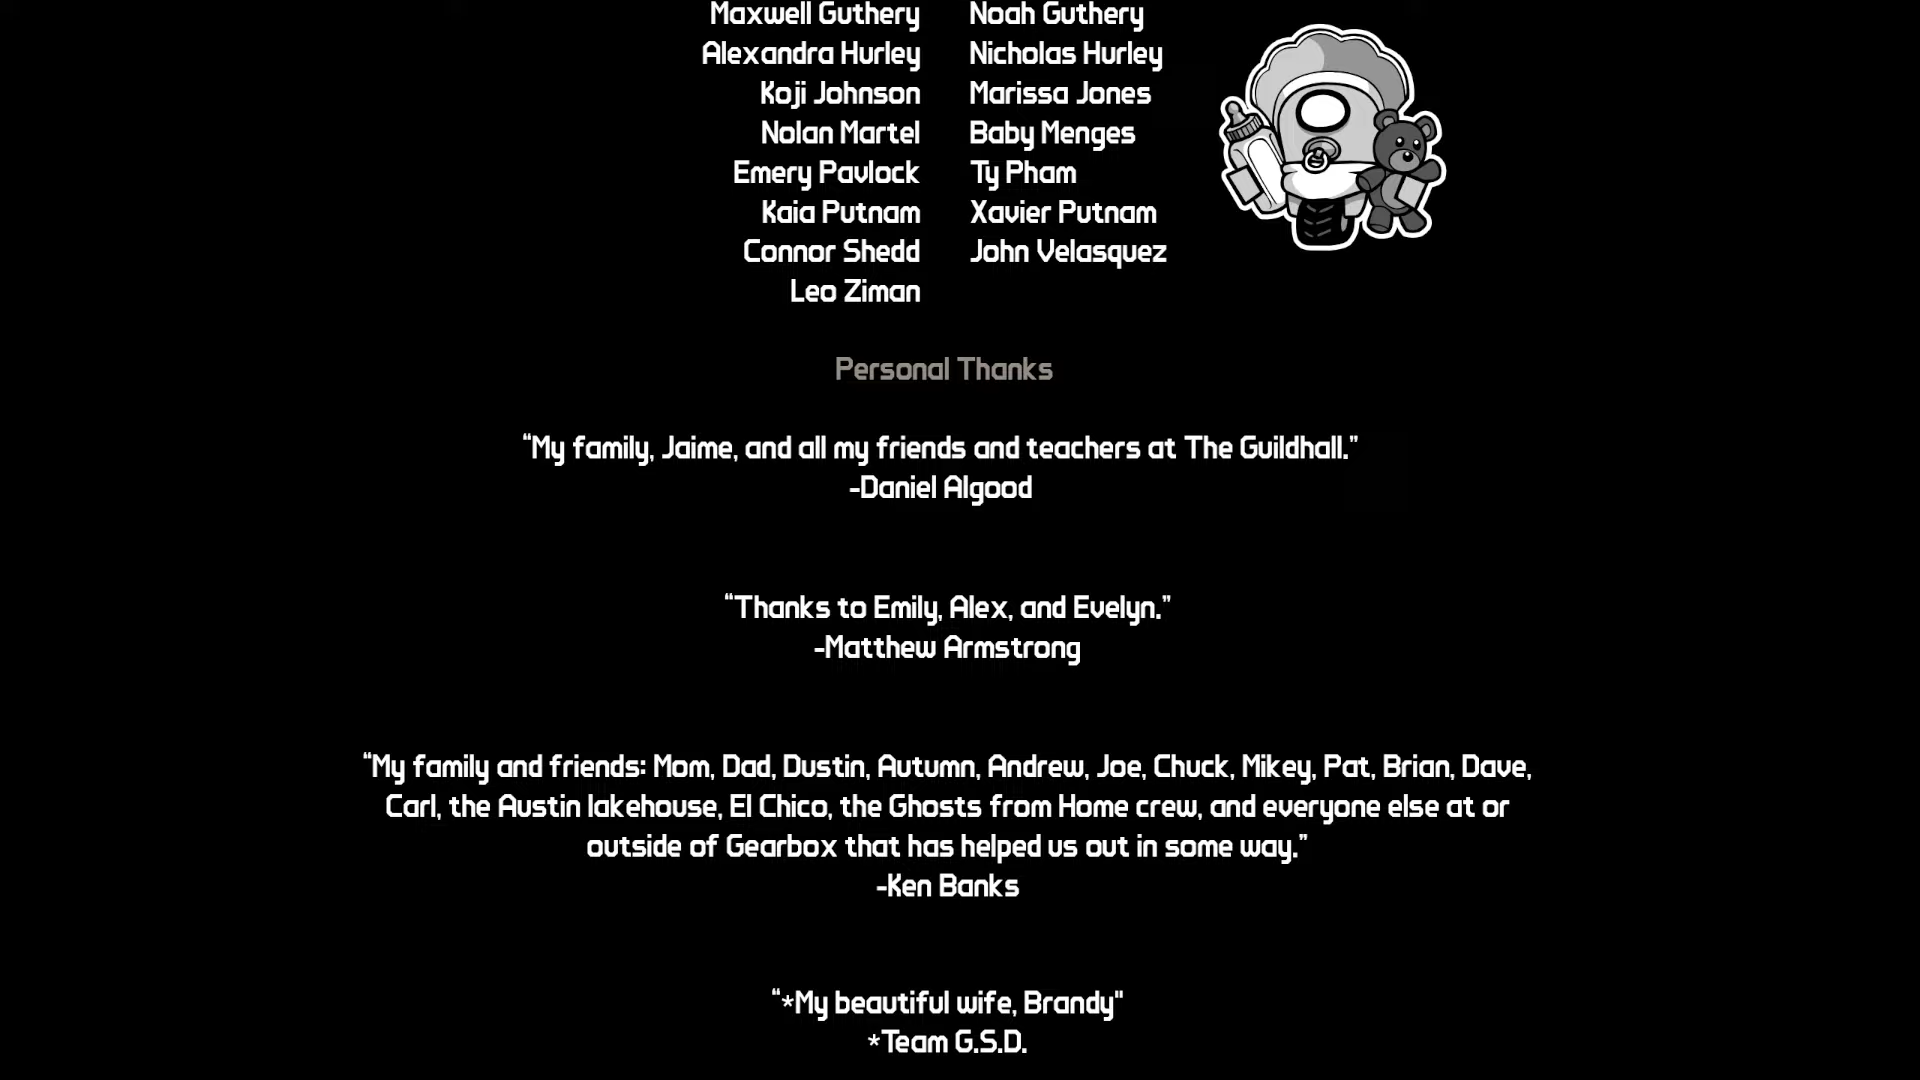 Maxwell Guthery Noah Guthery
Alexandra Hurley Nicholas Hurley
Koji Johnson Marissa Jones
Nolan Martel Baby Menges
Emery Pavlock Ty Pham
Kaia Putnam Xavier Putnam
Connor Shedd John Velasquez
Leo Ziman
Personal Thanks
“My family, Jaime, and all my friends and teachers at The Guildhall.”
-Daniel Algood
“Thanks to Emily, Alex, and Evelyn.”
-Matthew Armstrong
“My family and friends: Mom, Dad, Dustin, Autumn, Andrew, Joe, Chuck, Mikey, Pat, Brian, Dave,
Carl, the Austin lakehouse, El Chico, the Ghosts from Home crew, and everyone else at or
outside of Gearbox that has helped us out in some way.”
-Ken Banks
“*My beautiful wife, Brandy"
*Team G.S.D.